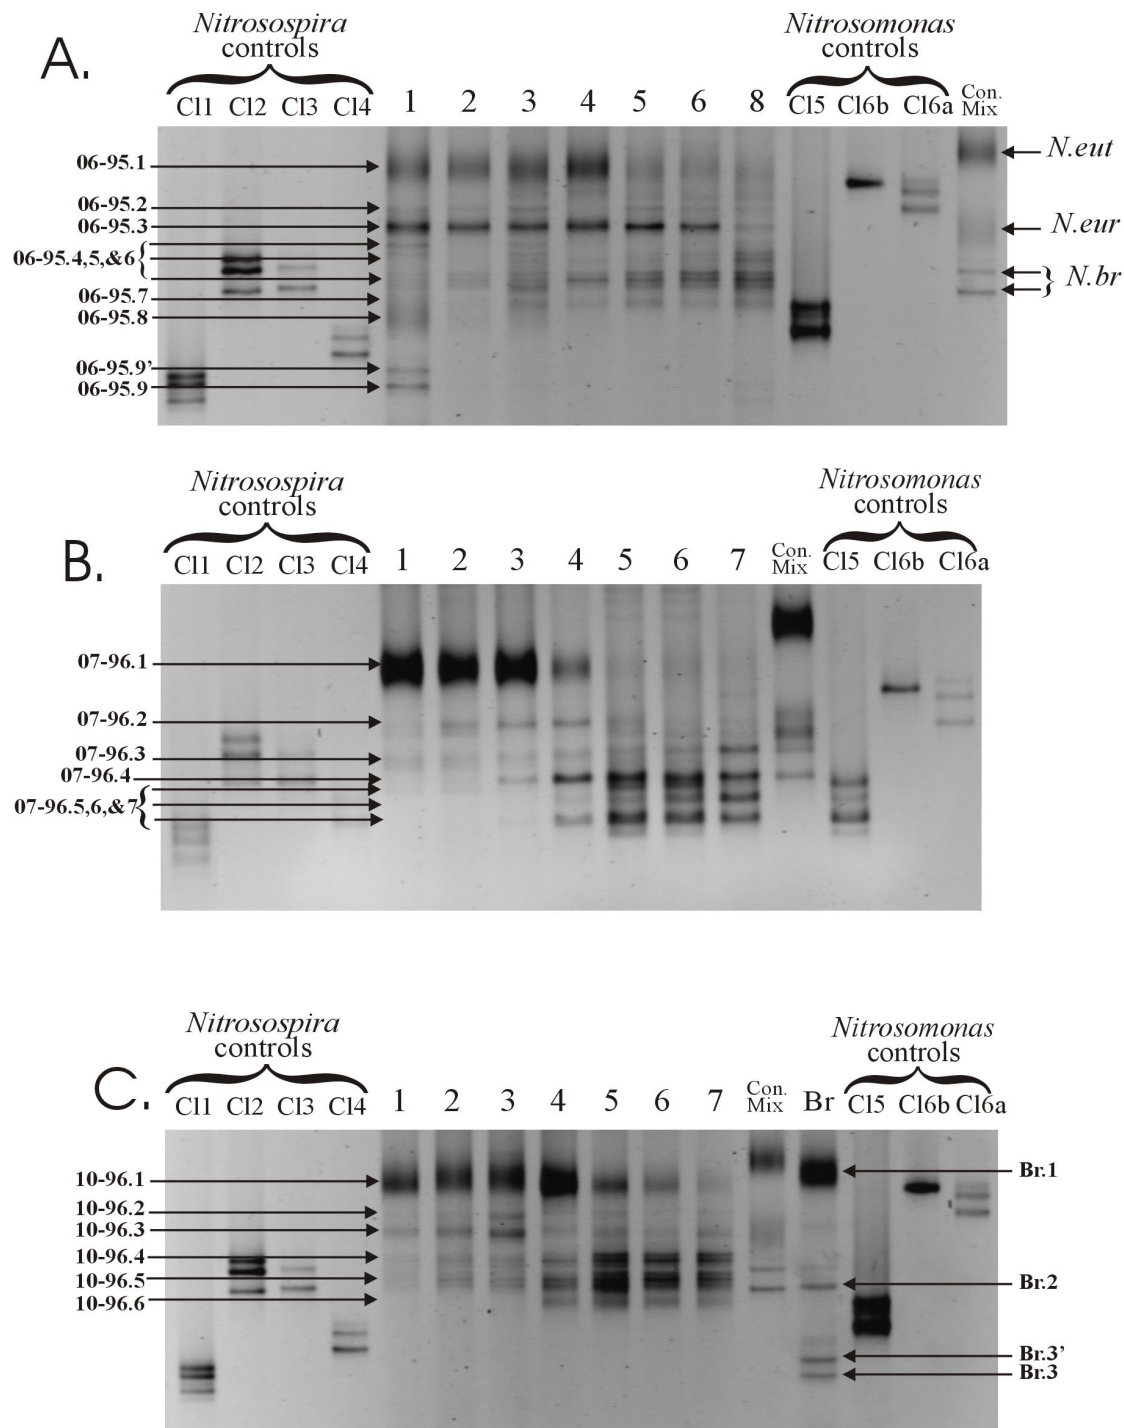 A.
Nitrosospira
controls
Nitrosomonas
controls
Cl1 Cl2 Cl3 Cl4 1 2 3 4 5 6 8 Cl5 Cl6b Cl6a Con. Mix
06-95.1
06-95.2
06-95.3
06-95.4,5,&6{
06-95.7
06-95.8
06-95.9'
06-95.9
N.eut
N.eur
} N.br
B.
Nitrosospira
controls
Nitrosomonas
controls
Cl1 Cl2 Cl3 Cl4 1 2 3 4 5 6 7 Con. Mix Cl5 Cl6b Cl6a
07-96.1
07-96.2
07-96.3
07-96.4
07-96.5,6,&7{
C.
Nitrosospira
controls
Nitrosomonas
controls
Cl1 Cl2 Cl3 Cl4 1 2 3 4 5 6 7 Con. Mix Br Cl5 Cl6b Cl6a
10-96.1
10-96.2
10-96.3
10-96.4
10-96.5
10-96.6
Br.1
Br.2
Br.3'
Br.3